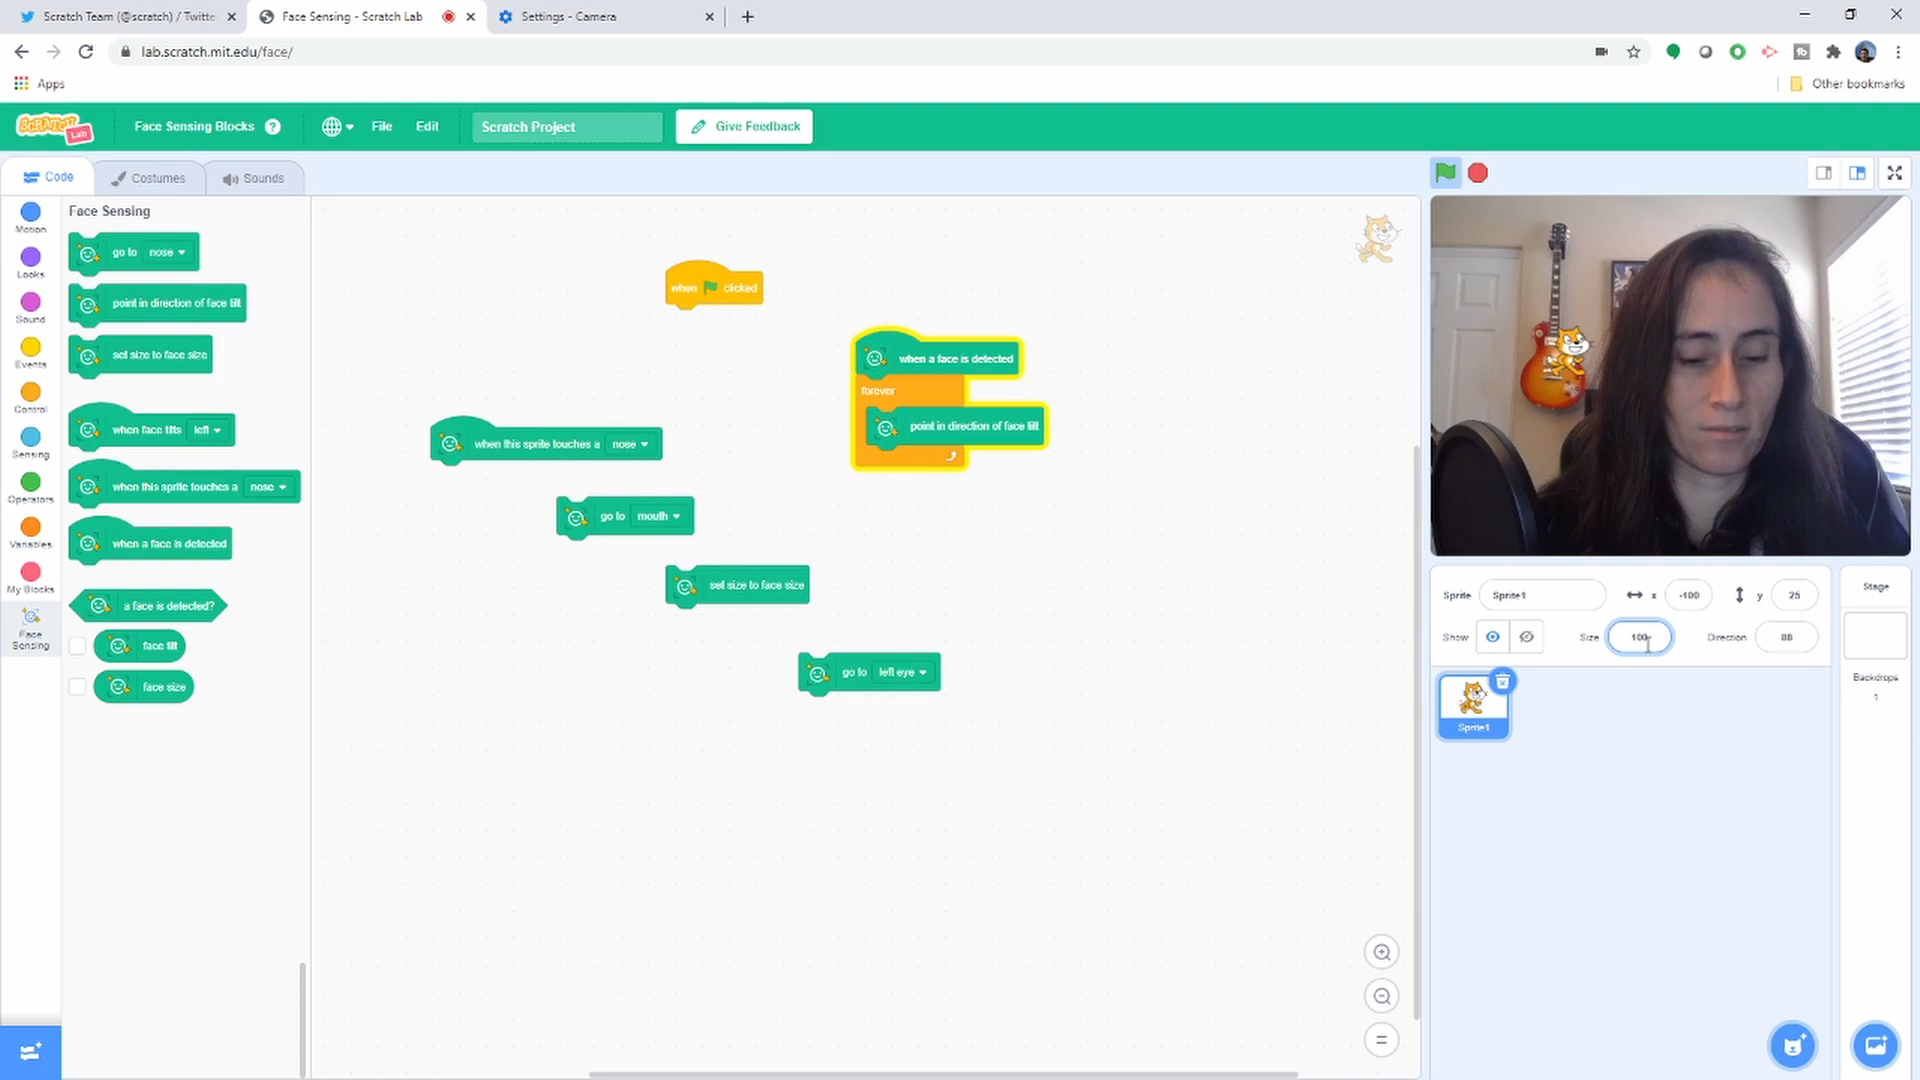 Scratch Team (@scratch) / Twitte
Face Sensing - Scratch Lab
Settings - Camera
lab.scratch.mit.edu/face/
Apps
Other bookmarks
SCRATCH Lab
Face Sensing Blocks ?
File
Edit
Scratch Project
Give Feedback
Code
Costumes
Sounds
Motion
Looks
Sound
Events
Control
Sensing
Operators
Variables
My Blocks
Face Sensing
Face Sensing
go to nose
point in direction of face tilt
set size to face size
when face tilts left
when this sprite touches a nose
when a face is detected
a face is detected?
face tilt
face size
when clicked
when a face is detected
forever
point in direction of face tilt
when this sprite touches a nose
go to mouth
set size to face size
go to left eye
Sprite Sprite1 x -100 y 25
Show Size 100 Direction 88
Sprite1
Stage
Backdrops
1